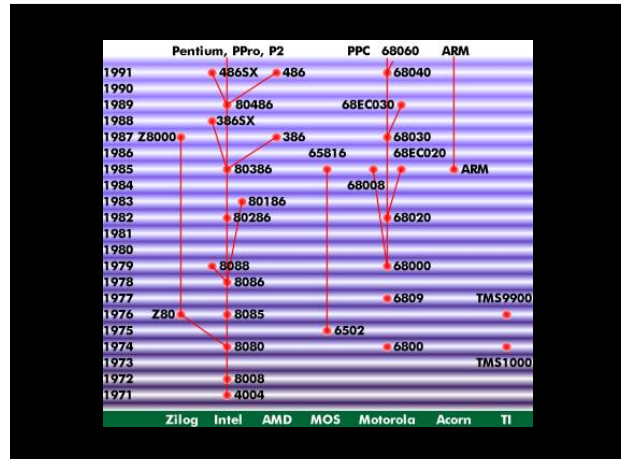 Pentium, PPro, P2 PPC 68060 ARM
1991 486SX 486 68040
1990
1989 80486 68EC030
1988 386SX
1987 Z8000 386 68030
1986 65816 68EC020
1985 80386 ARM
1984 68008
1983 80186
1982 80286 68020
1981
1980
1979 8088 68000
1978 8086
1977 6809 TMS9900
1976 Z80 8085
1975 6502
1974 8080 6800
1973 TMS1000
1972 8008
1971 4004
Zilog Intel AMD MOS Motorola Acorn TI